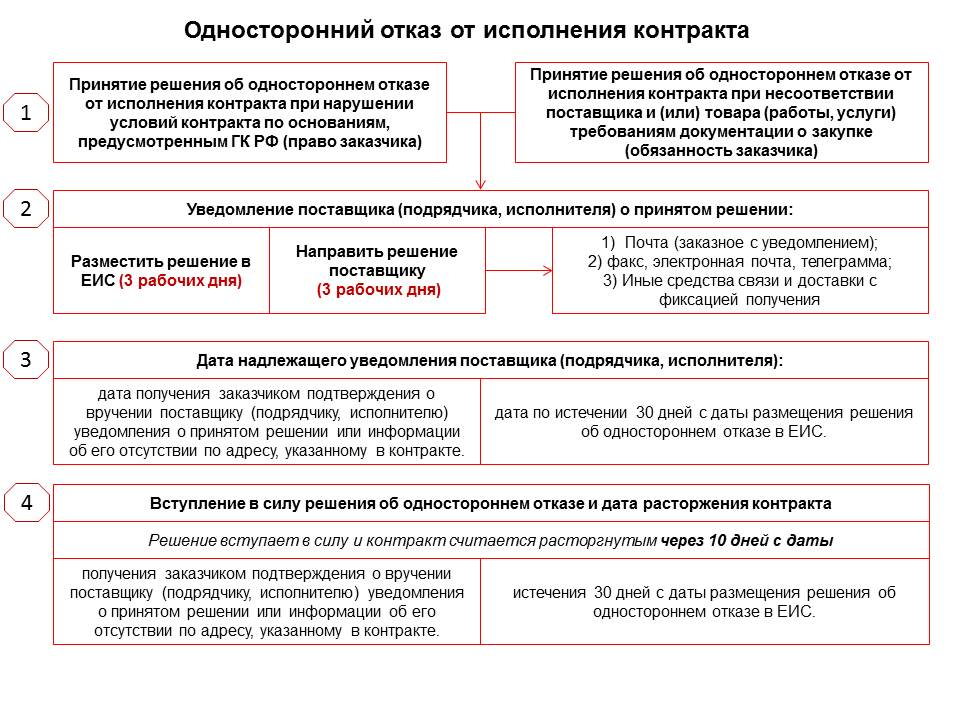 Односторонний отказ от исполнения контракта
1
Принятие решения об одностороннем отказе
от исполнения контракта при нарушении
условий контракта по основаниям,
предусмотренным ГК РФ (право заказчика)
Принятие решения об одностороннем отказе от
исполнения контракта при несоответствии
поставщика и (или) товара (работы, услуги)
требованиям документации о закупке
(обязанность заказчика)
2
Уведомление поставщика (подрядчика, исполнителя) о принятом решении:
Разместить решение в
ЕИС (3 рабочих дня)
Направить решение
поставщику
(3 рабочих дня)
1) Почта (заказное с уведомлением);
2) факс, электронная почта, телеграмма;
3) Иные средства связи и доставки с
фиксацией получения
3
Дата надлежащего уведомления поставщика (подрядчика, исполнителя):
дата получения заказчиком подтверждения о
вручении поставщику (подрядчику, исполнителю)
уведомления о принятом решении или информации
об его отсутствии по адресу, указанному в контракте.
дата по истечении 30 дней с даты размещения решения
об одностороннем отказе в ЕИС.
4
Вступление в силу решения об одностороннем отказе и дата расторжения контракта
Решение вступает в силу и контракт считается расторгнутым через 10 дней с даты
получения заказчиком подтверждения о вручении
поставщику (подрядчику, исполнителю) уведомления
о принятом решении или информации об его
отсутствии по адресу, указанному в контракте.
истечения 30 дней с даты размещения решения об
одностороннем отказе в ЕИС.